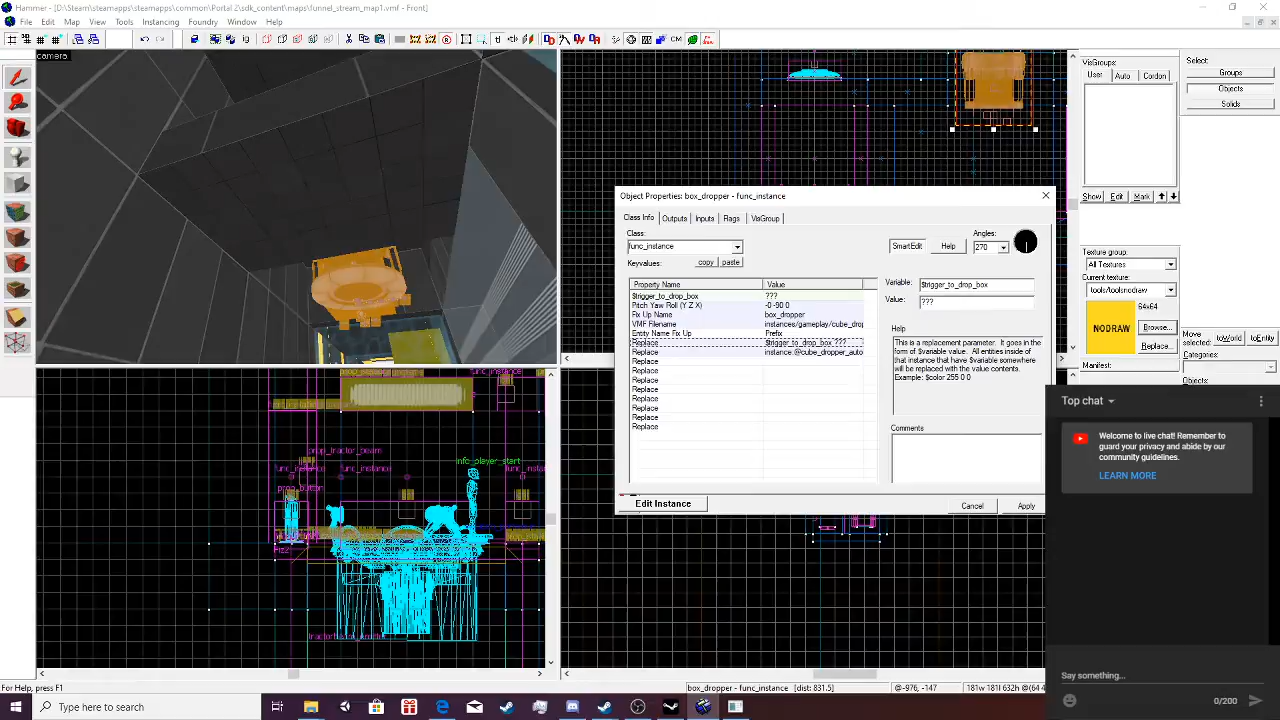 Hammer - [D:\Steam\steamapps\common\Portal 2\sdk_content\maps\funnel_stream_map1.vmf - Front]
File Edit Map View Tools Instancing Foundry Window Help
camera
VisGroups:
User Auto Cordon
Show Edit Mark
Select:
Groups
Objects
Solids
Object Properties: box_dropper - func_instance
Class Info Outputs Inputs Flags VisGroup
Class:
func_instance
Keyvalues: copy paste
SmartEdit Help
Angles:
270
Property Name Value
$trigger_to_drop_box ???
Pitch Yaw Roll (Y Z X) -0 -90 0
Fix Up Name box_dropper
VMF Filename instances/gameplay/cube_drop
Entity Name Fix Up Prefix
Replace $trigger_to_drop_box ???
Replace instance:@cube_dropper_auto
Replace
Replace
Replace
Replace
Replace
Replace
Replace
Replace
Variable: $trigger_to_drop_box
Value: ???
Help
This is a replacement parameter. It goes in the
form of $variable value. All entities inside of
that instance that have $variable somewhere
will be replaced with the value contents.
Example: $color 255 0 0
Comments
Edit Instance
Cancel Apply
Texture group:
All Textures
Current texture:
tools/toolsnodraw
64x64
NODRAW
Browse...
Replace...
Manifest:
Move
selected:
toWorld toEntity
Categories:
Objects:
func_instance
prop_tractor_beam
info_player_start
func_instance
func_instance
prop_button
Top chat
Welcome to live chat! Remember to
guard your privacy and abide by our
community guidelines.
LEARN MORE
Say something...
0/200
For Help, press F1
box_dropper - func_instance [dist: 831.5]
@-976, -147
181w 181l 632h @(64 4
Type here to search